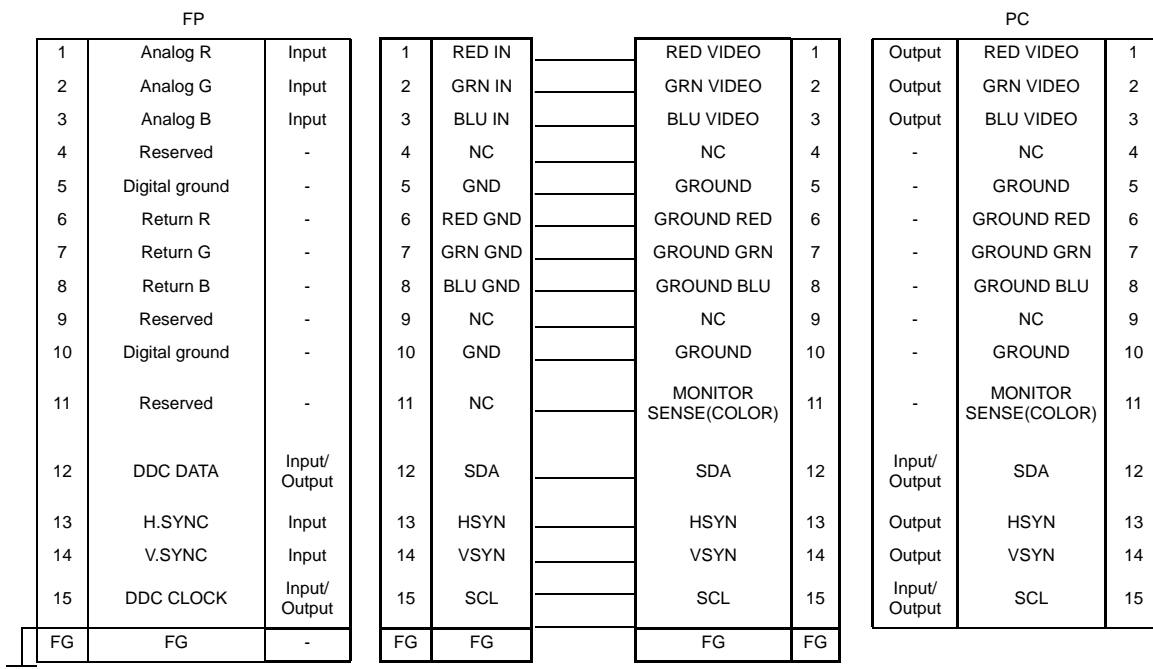 FP PC
1 Analog R Input 1 RED IN RED VIDEO 1 Output RED VIDEO 1
2 Analog G Input 2 GRN IN GRN VIDEO 2 Output GRN VIDEO 2
3 Analog B Input 3 BLU IN BLU VIDEO 3 Output BLU VIDEO 3
4 Reserved - 4 NC NC 4 - NC 4
5 Digital ground - 5 GND GROUND 5 - GROUND 5
6 Return R - 6 RED GND GROUND RED 6 - GROUND RED 6
7 Return G - 7 GRN GND GROUND GRN 7 - GROUND GRN 7
8 Return B - 8 BLU GND GROUND BLU 8 - GROUND BLU 8
9 Reserved - 9 NC NC 9 - NC 9
10 Digital ground - 10 GND GROUND 10 - GROUND 10
11 Reserved - 11 NC MONITOR SENSE(COLOR) 11 - MONITOR SENSE(COLOR) 11
12 DDC DATA Input/ Output 12 SDA SDA 12 Input/ Output SDA 12
13 H.SYNC Input 13 HSYN HSYN 13 Output HSYN 13
14 V.SYNC Input 14 VSYN VSYN 14 Output VSYN 14
15 DDC CLOCK Input/ Output 15 SCL SCL 15 Input/ Output SCL 15
FG FG - FG FG FG FG